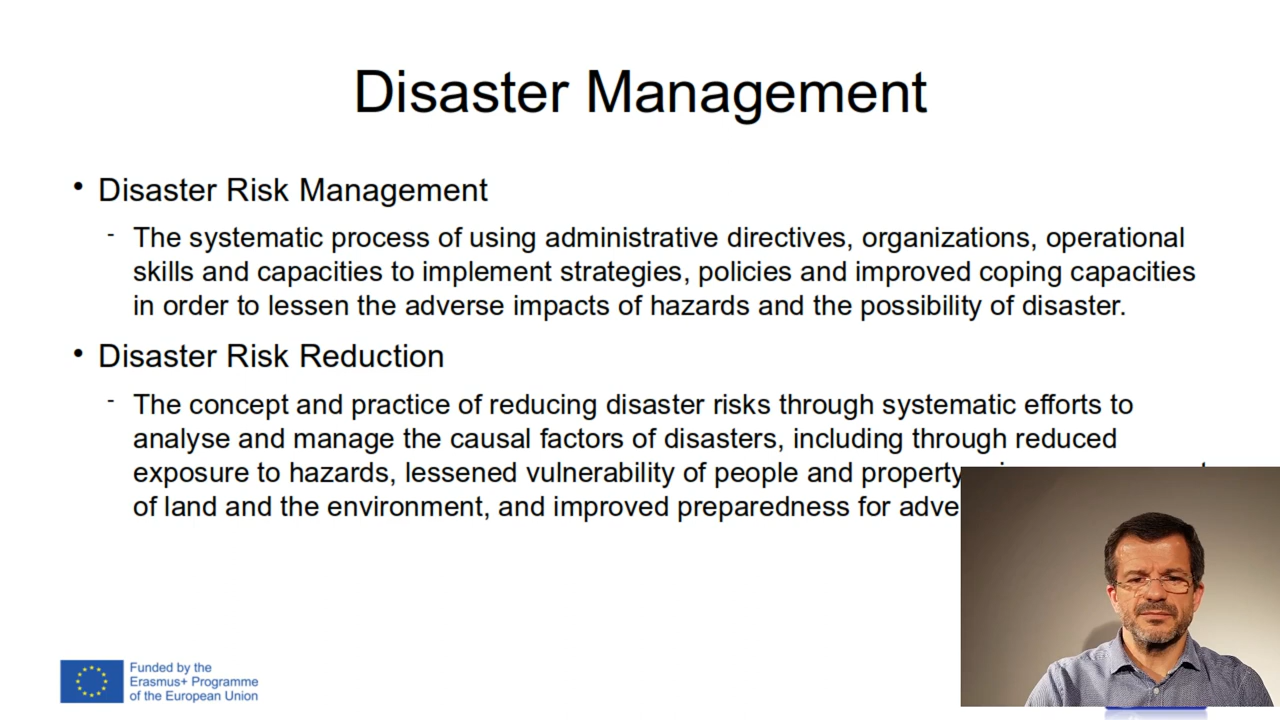 Disaster Management
• Disaster Risk Management
- The systematic process of using administrative directives, organizations, operational
skills and capacities to implement strategies, policies and improved coping capacities
in order to lessen the adverse impacts of hazards and the possibility of disaster.
• Disaster Risk Reduction
- The concept and practice of reducing disaster risks through systematic efforts to
analyse and manage the causal factors of disasters, including through reduced
exposure to hazards, lessened vulnerability of people and property
of land and the environment, and improved preparedness for
Funded by the
Erasmus+ Programme
of the European Union